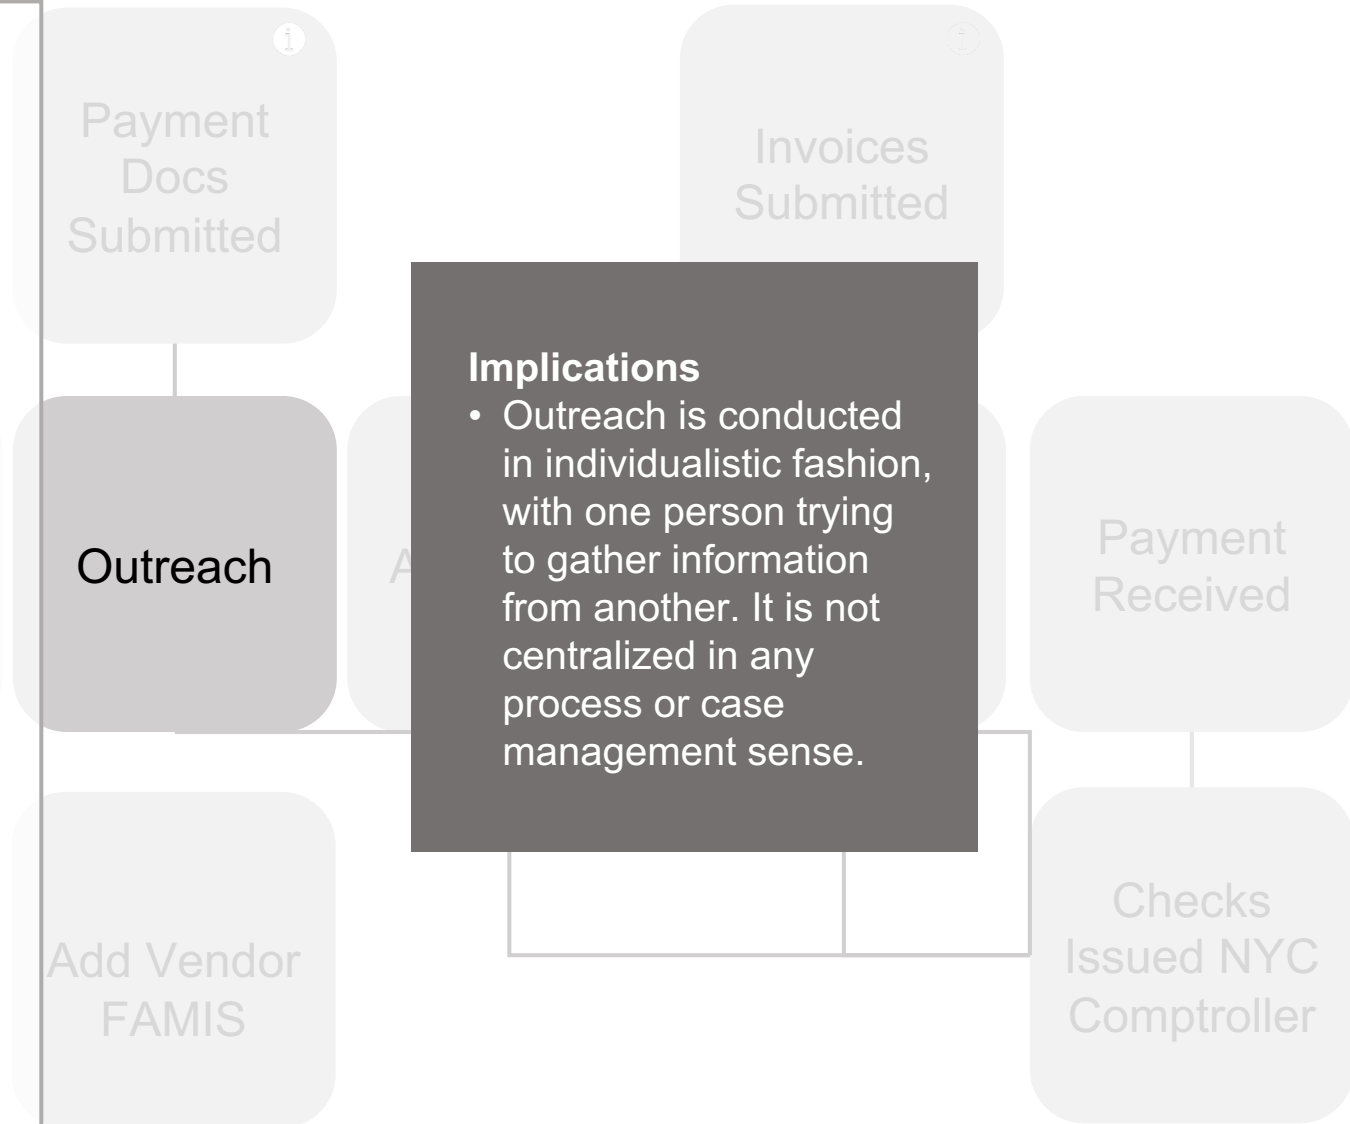 Payment
Docs
Submitted
Invoices
Submitted
Implications
• Outreach is conducted
in individualistic fashion,
with one person trying
to gather information
from another. It is not
centralized in any
process or case
management sense.
Outreach
Payment
Received
Add Vendor
FAMIS
Checks
Issued NYC
Comptroller